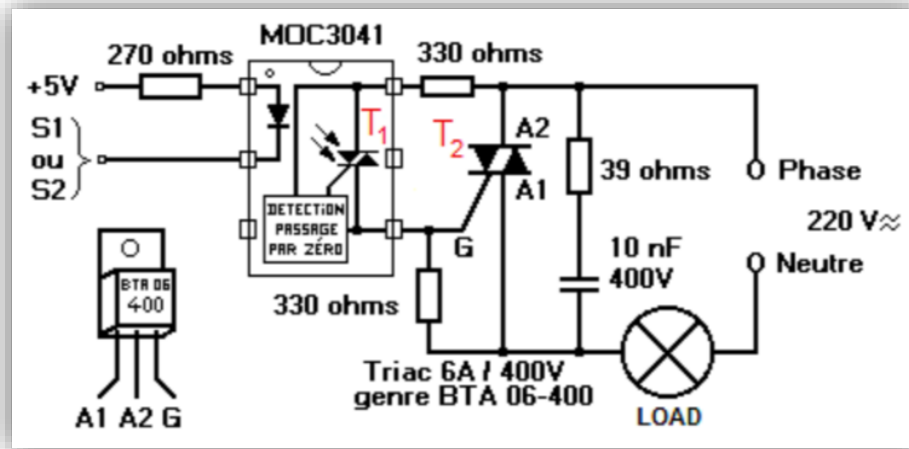 MOC3041
270 ohms
330 ohms
+5V
S1
ou
S2
T1
T2
A2
A1
39 ohms
Phase
220 V≈
Neutre
DETECTiON
PASSAGE
PAR ZÉRO
G
10 nF
400V
330 ohms
BTA 06
400
A1 A2 G
Triac 6A / 400V
genre BTA 06-400
LOAD